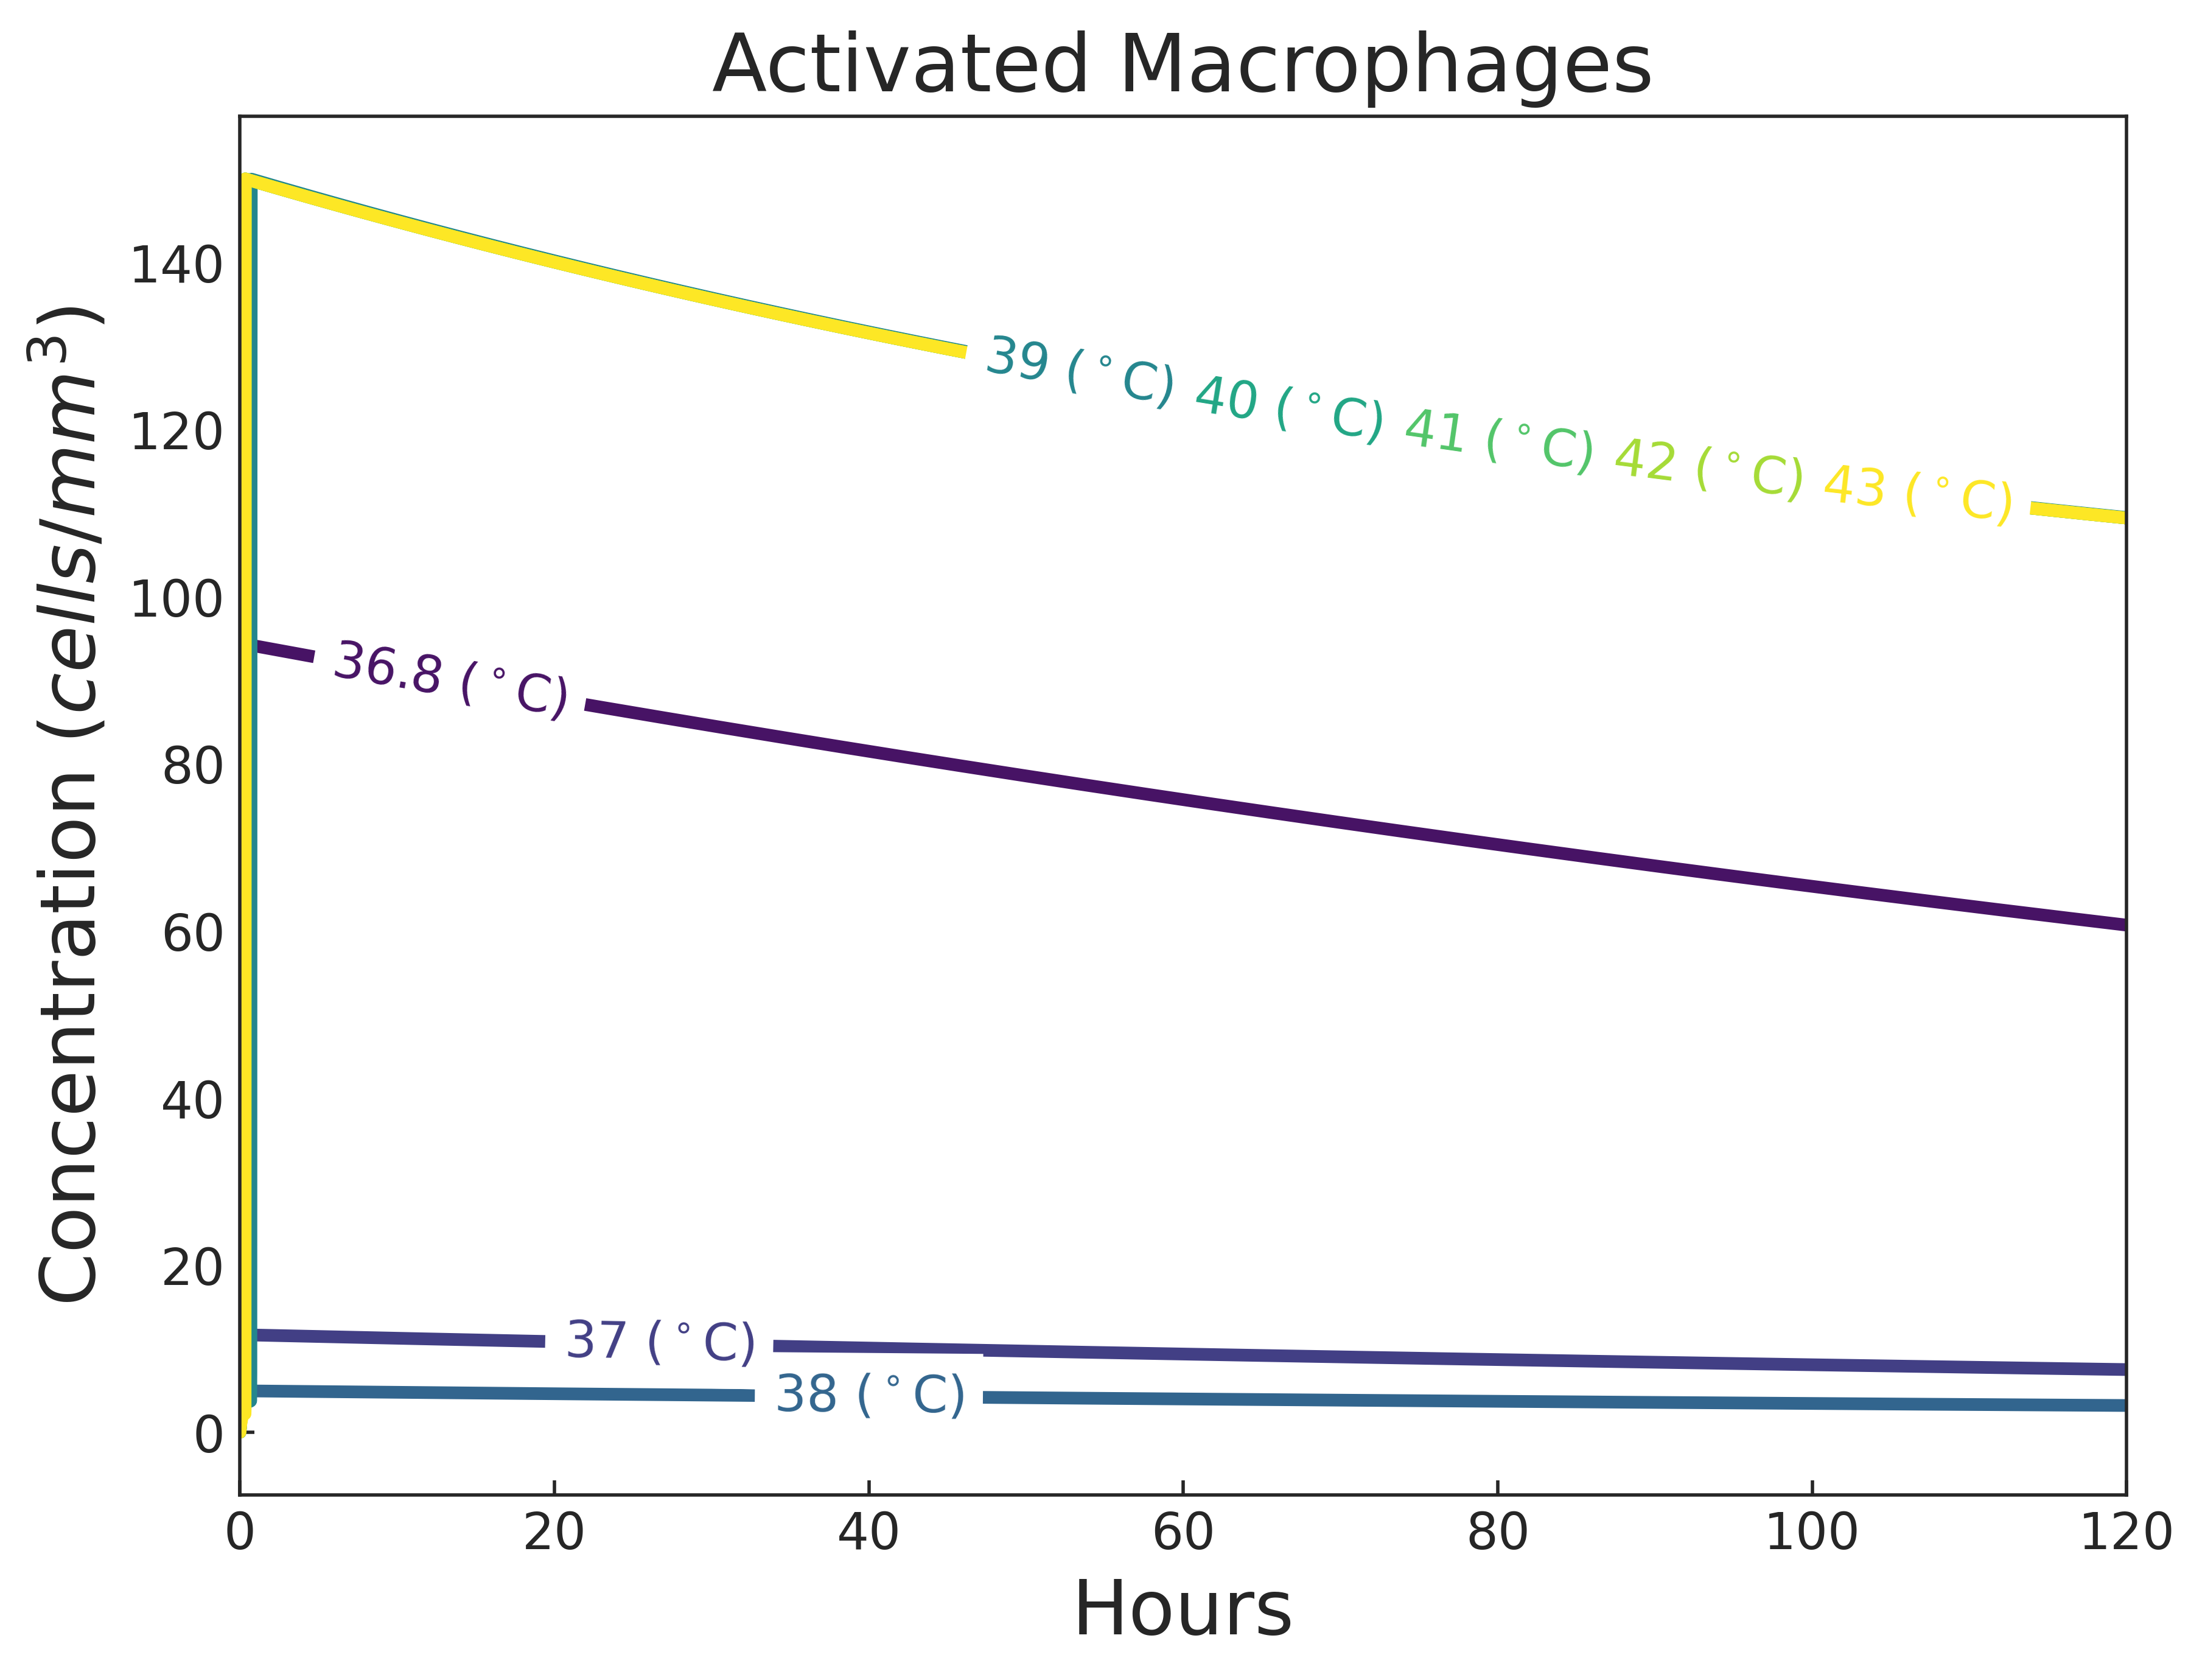 Activated Macrophages
Concentration (cells/mm³)
140
120
100
80
60
40
20
0
39 (°C) 40 (°C) 41 (°C) 42 (°C) 43 (°C)
36.8 (°C)
37 (°C)
38 (°C)
0 20 40 60 80 100 120
Hours